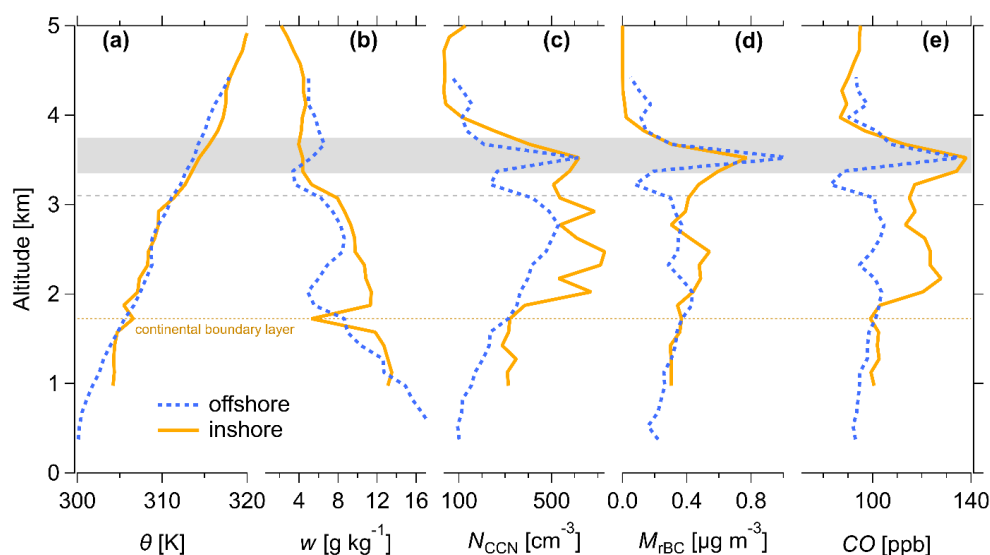 (a) (b) (c) (d) (e)
5
4
3
2
1
0
Altitude [km]
continental boundary layer
offshore
inshore
300 310 320 4 8 12 16 100 500 0.0 0.4 0.8 100 140
θ [K] w [g kg⁻¹] N_CCN [cm⁻³] M_rBC [µg m⁻³] CO [ppb]